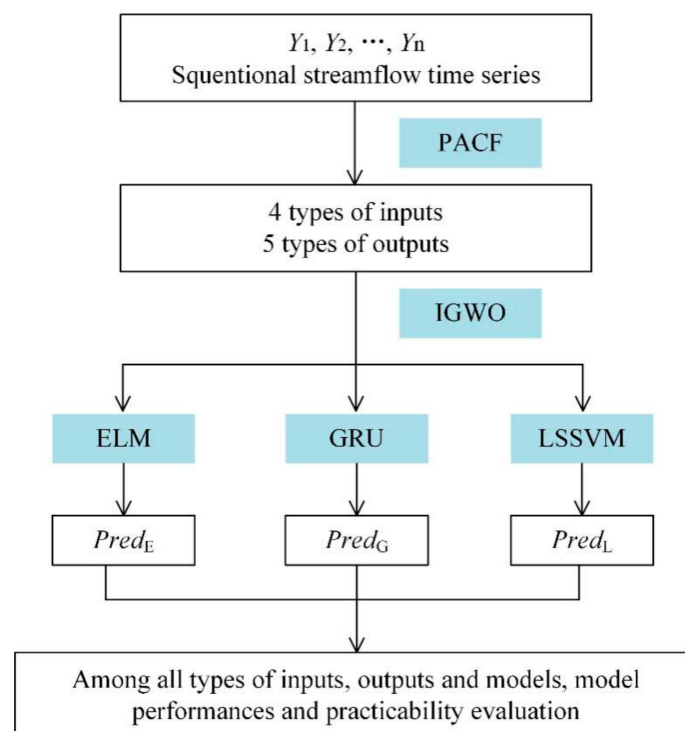 Y1, Y2, ···, Yn
Squentional streamflow time series
PACF
4 types of inputs
5 types of outputs
IGWO
ELM
GRU
LSSVM
PredE
PredG
PredL
Among all types of inputs, outputs and models, model
performances and practicability evaluation